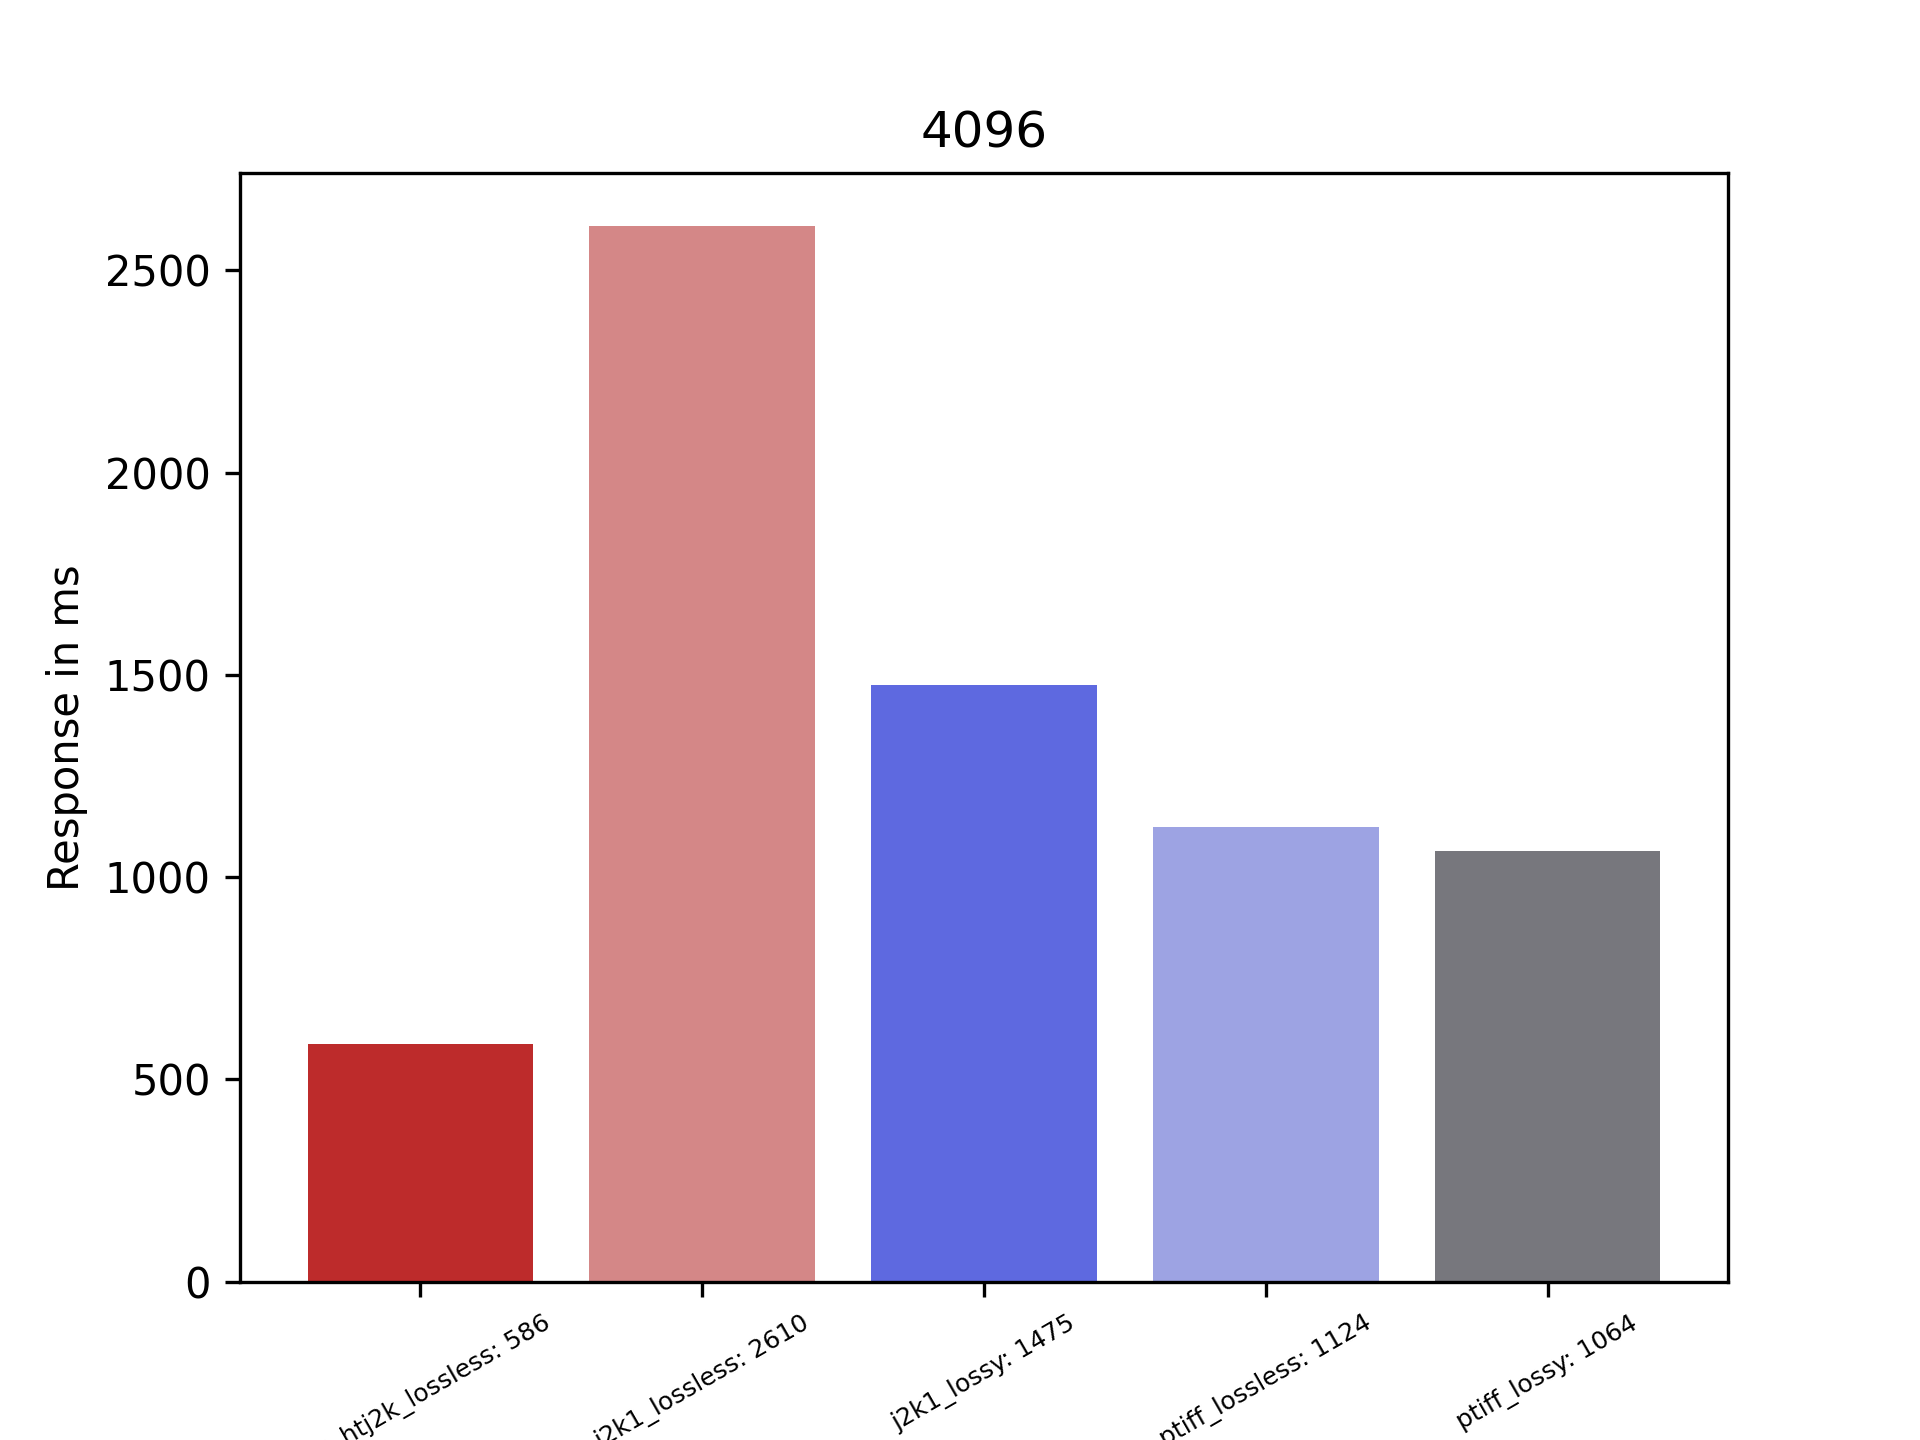 4096
Response in ms
2500
2000
1500
1000
500
0
htj2k_lossless: 586
j2k1_lossless: 2610
j2k1_lossy: 1475
ptiff_lossless: 1124
ptiff_lossy: 1064